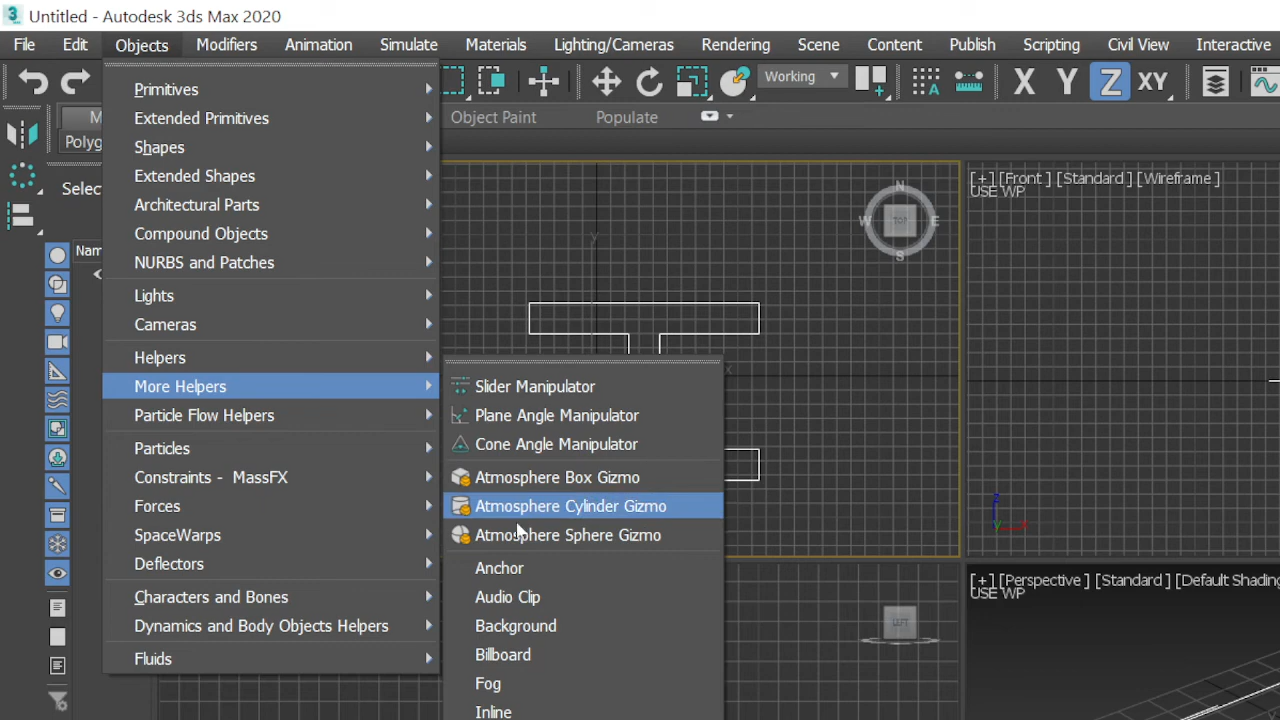 Untitled - Autodesk 3ds Max 2020
File Edit Objects Modifiers Animation Simulate Materials Lighting/Cameras Rendering Scene Content Publish Scripting Civil View Interactive
Working X Y Z XY
M Object Paint Populate
Polyg
Selec
Nam
Primitives
Extended Primitives
Shapes
Extended Shapes
Architectural Parts
Compound Objects
NURBS and Patches
Lights
Cameras
Helpers
More Helpers
Particle Flow Helpers
Particles
Constraints - MassFX
Forces
SpaceWarps
Deflectors
Characters and Bones
Dynamics and Body Objects Helpers
Fluids
Slider Manipulator
Plane Angle Manipulator
Cone Angle Manipulator
Atmosphere Box Gizmo
Atmosphere Cylinder Gizmo
Atmosphere Sphere Gizmo
Anchor
Audio Clip
Background
Billboard
Fog
Inline
y
x
N
W TOP E
S
[+][Front][Standard][Wireframe]
USE WP
z
y x
LEFT
[+][Perspective][Standard][Default Shading
USE WP